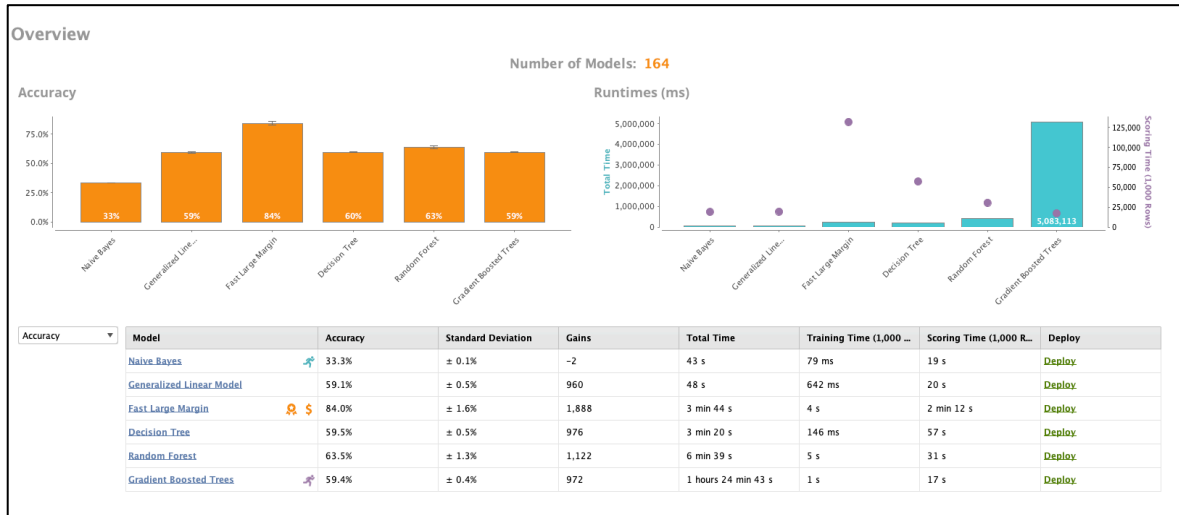 Overview
Number of Models: 164
Accuracy
75.0%
50.0%
25.0%
0.0%
33%
59%
84%
60%
63%
59%
Naive Bayes
Generalized Line...
Fast Large Margin
Decision Tree
Random Forest
Gradient Boosted Trees
Runtimes (ms)
Total Time
5,000,000
4,000,000
3,000,000
2,000,000
1,000,000
0
5,083,113
125,000
100,000
75,000
50,000
25,000
0
Scoring Time (1,000 Rows)
Naive Bayes
Generalized Line...
Fast Large Margin
Decision Tree
Random Forest
Gradient Boosted Trees
Accuracy
Model Accuracy Standard Deviation Gains Total Time Training Time (1,000 ... Scoring Time (1,000 R... Deploy
Naive Bayes 33.3% ± 0.1% -2 43 s 79 ms 19 s Deploy
Generalized Linear Model 59.1% ± 0.5% 960 48 s 642 ms 20 s Deploy
Fast Large Margin $ 84.0% ± 1.6% 1,888 3 min 44 s 4 s 2 min 12 s Deploy
Decision Tree 59.5% ± 0.5% 976 3 min 20 s 146 ms 57 s Deploy
Random Forest 63.5% ± 1.3% 1,122 6 min 39 s 5 s 31 s Deploy
Gradient Boosted Trees 59.4% ± 0.4% 972 1 hours 24 min 43 s 1 s 17 s Deploy